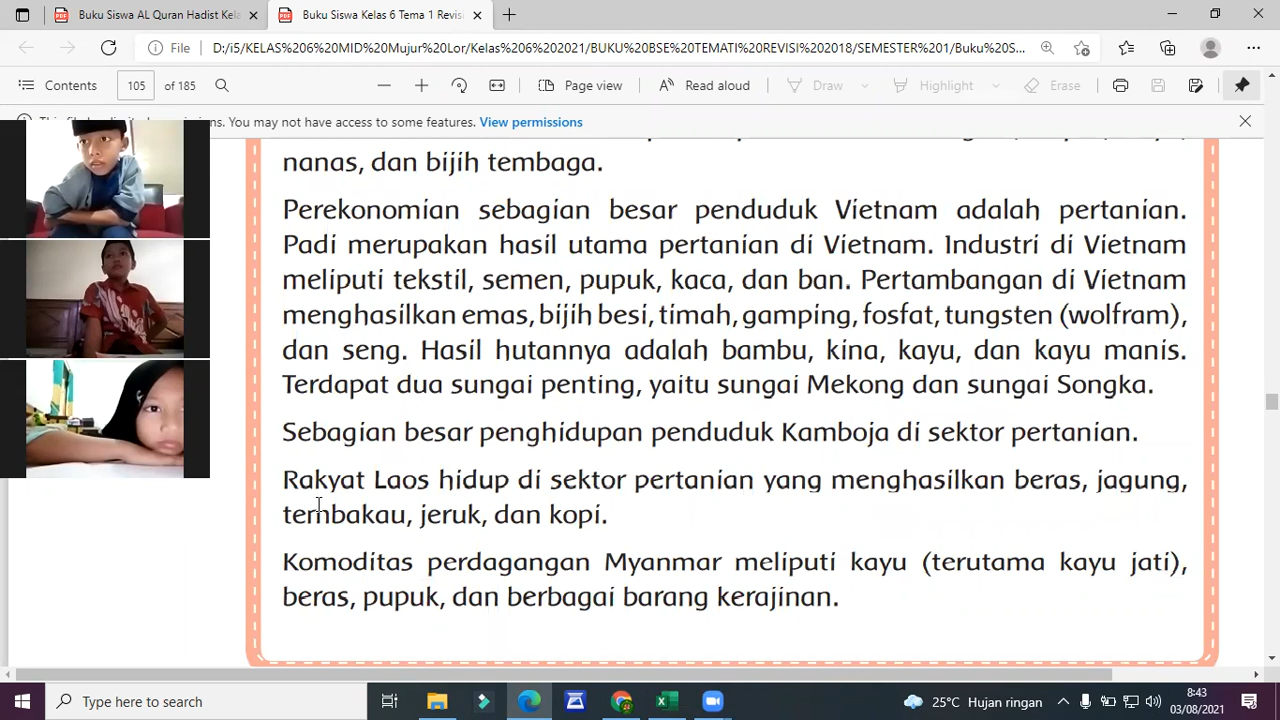 Buku Siswa AL Quran Hadist Kela
Buku Siswa Kelas 6 Tema 1 Revis
File
D:/i5/KELAS%206%20MID%20Mujur%20Lor/Kelas%206%202021/BUKU%20BSE%20TEMATI%20REVISI%202018/SEMESTER%201/Buku%20S...
Contents
105 of 185
Page view
Read aloud
Draw
Highlight
Erase
ns. You may not have access to some features. View permissions
nanas, dan bijih tembaga.
Perekonomian sebagian besar penduduk Vietnam adalah pertanian.
Padi merupakan hasil utama pertanian di Vietnam. Industri di Vietnam
meliputi tekstil, semen, pupuk, kaca, dan ban. Pertambangan di Vietnam
menghasilkan emas, bijih besi, timah, gamping, fosfat, tungsten (wolfram),
dan seng. Hasil hutannya adalah bambu, kina, kayu, dan kayu manis.
Terdapat dua sungai penting, yaitu sungai Mekong dan sungai Songka.
Sebagian besar penghidupan penduduk Kamboja di sektor pertanian.
Rakyat Laos hidup di sektor pertanian yang menghasilkan beras, jagung,
tembakau, jeruk, dan kopi.
Komoditas perdagangan Myanmar meliputi kayu (terutama kayu jati),
beras, pupuk, dan berbagai barang kerajinan.
Type here to search
25°C Hujan ringan
8:43
03/08/2021